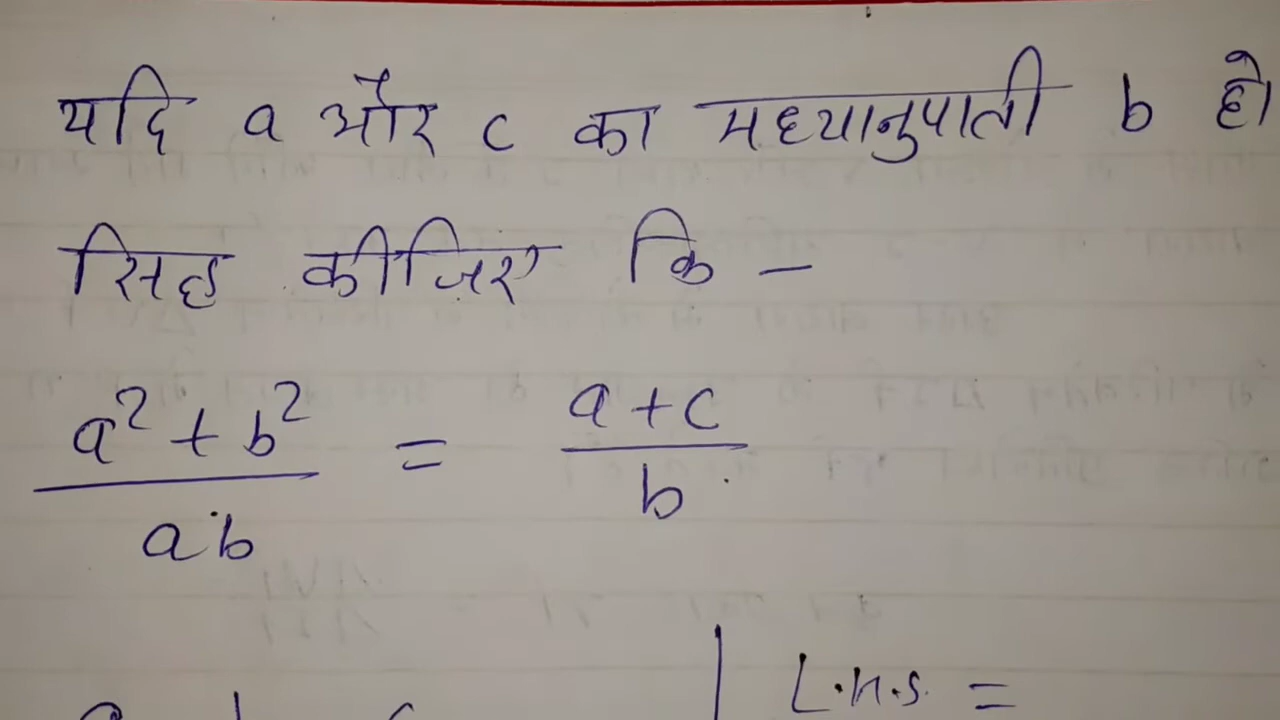 यदि a और c का मध्यानुपाती b हो
सिद्ध कीजिए कि –
a² + b² / ab = a + c / b
L.H.S. =